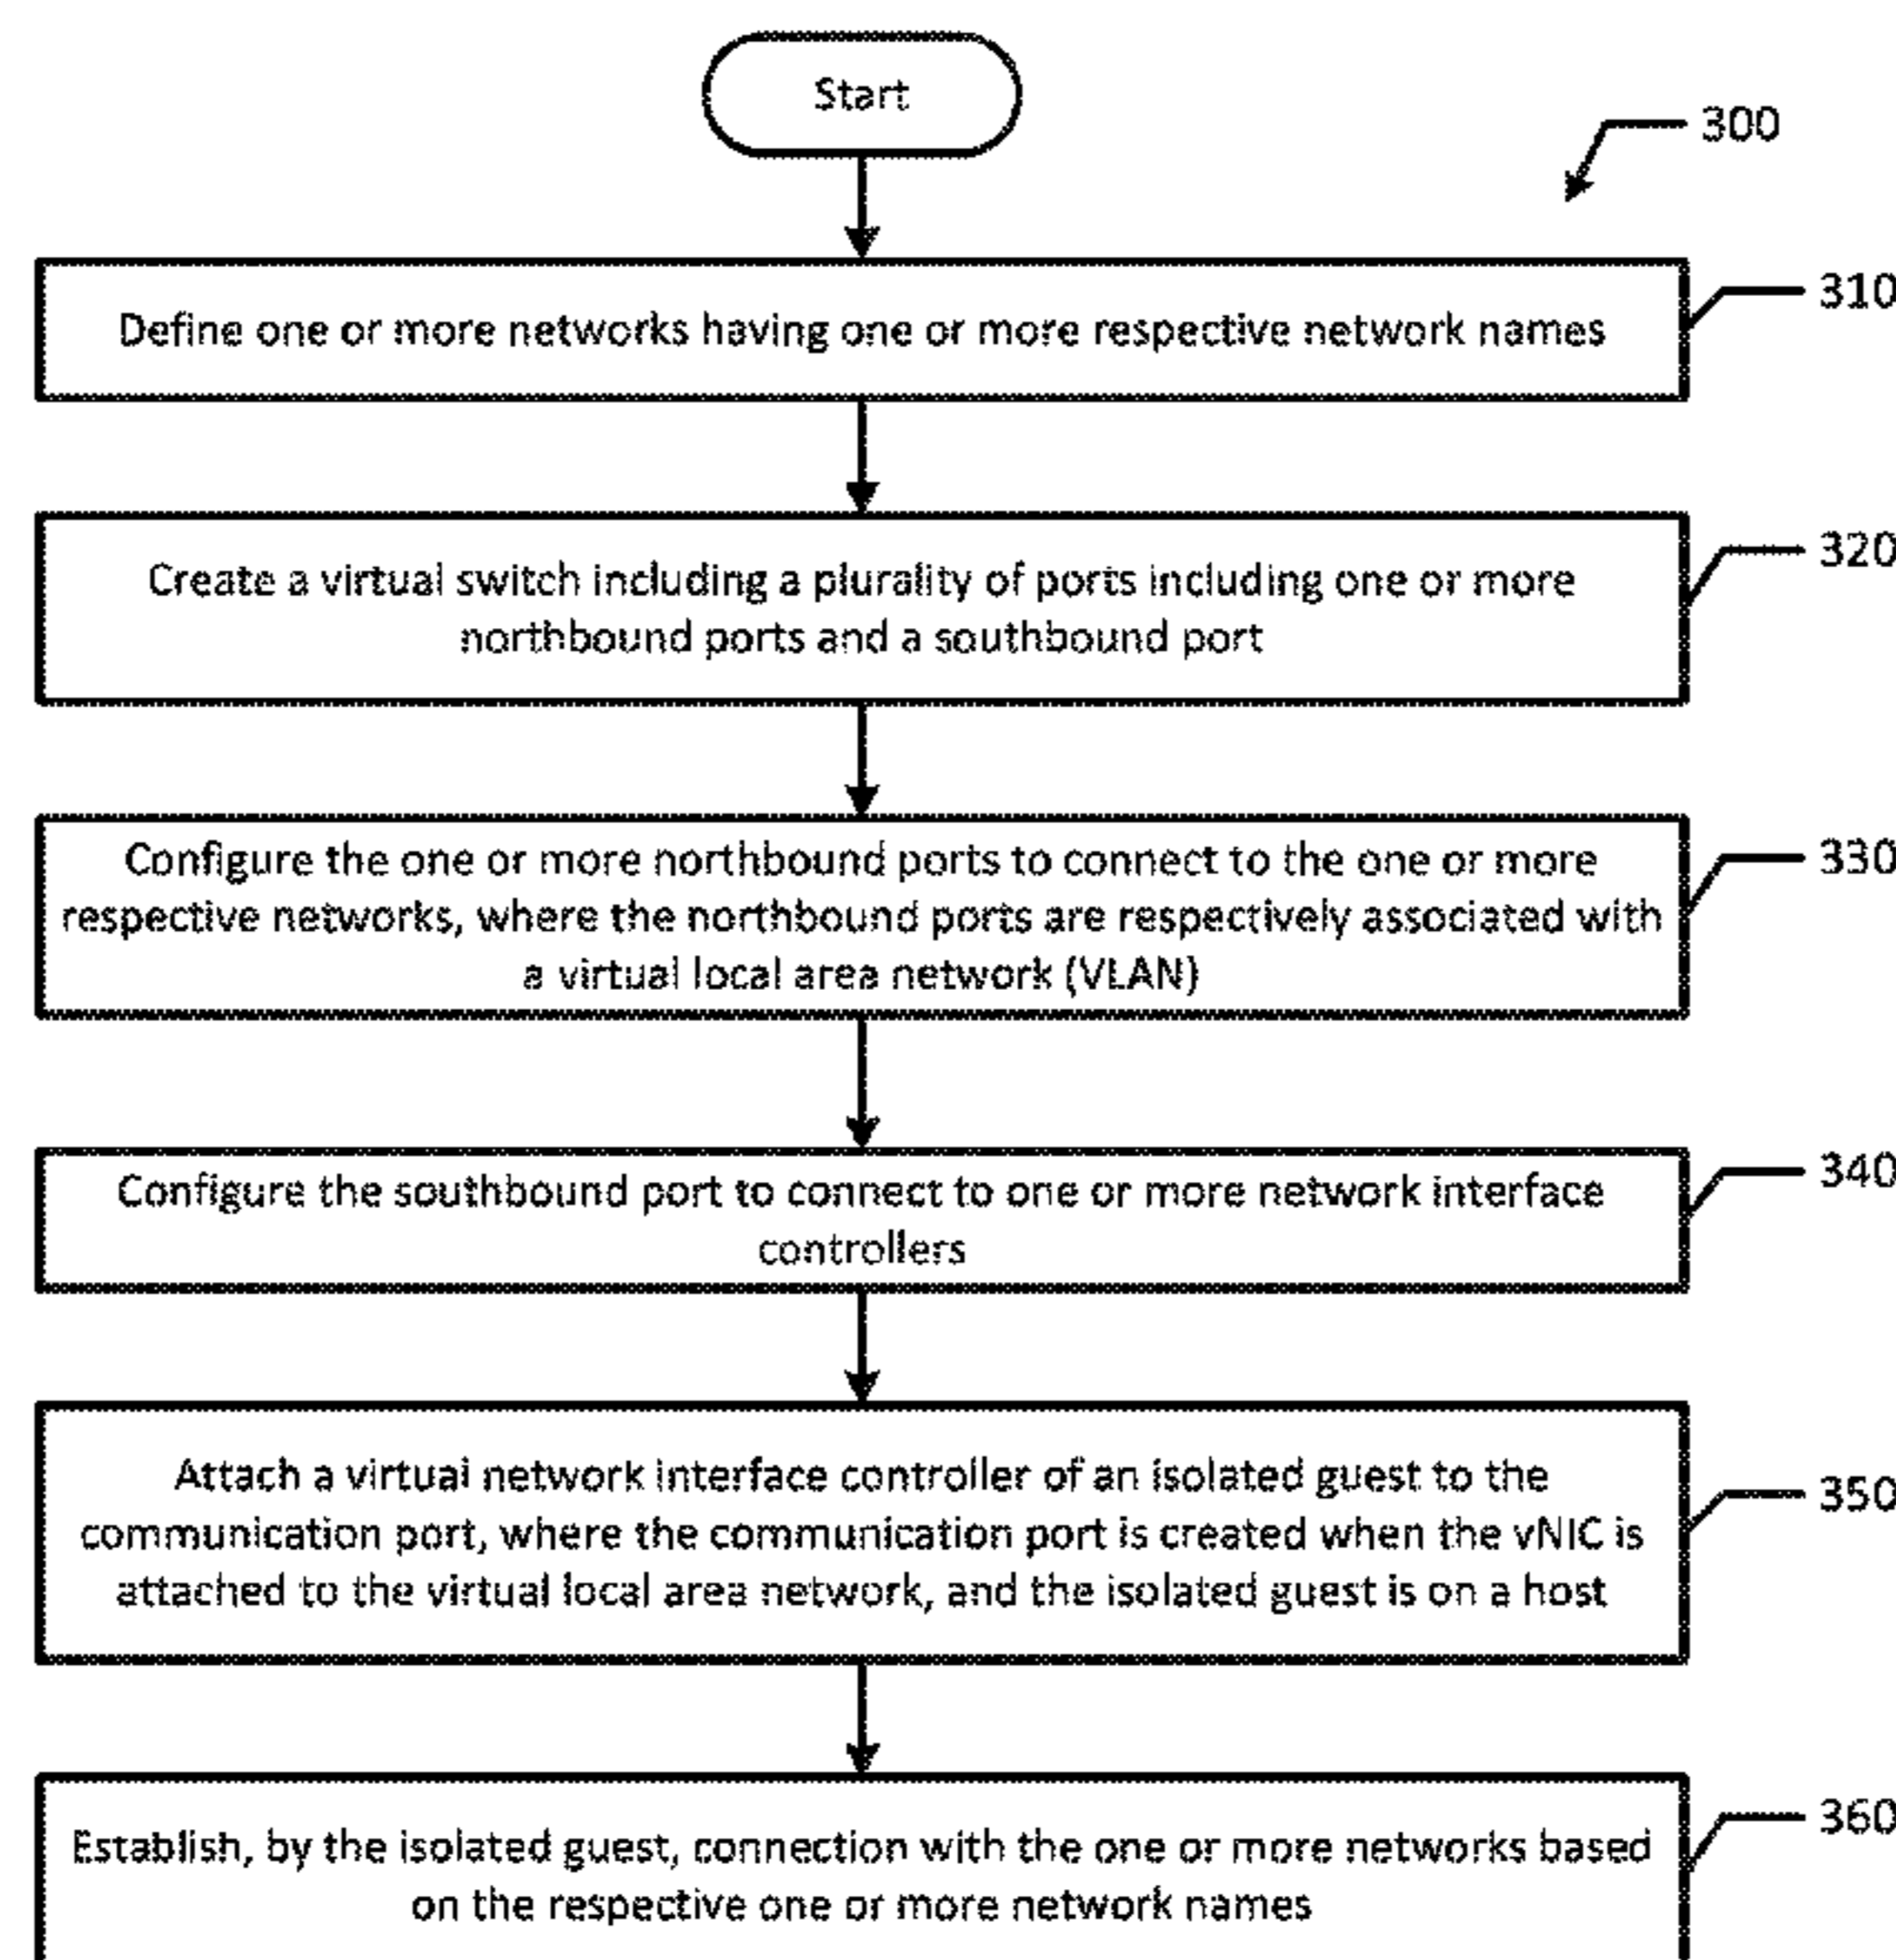 Start
300
310
Define one or more networks having one or more respective network names
320
Create a virtual switch including a plurality of ports including one or more
northbound ports and a southbound port
330
Configure the one or more northbound ports to connect to the one or more
respective networks, where the northbound ports are respectively associated with
a virtual local area network (VLAN)
340
Configure the southbound port to connect to one or more network interface
controllers
350
Attach a virtual network interface controller of an isolated guest to the
communication port, where the communication port is created when the vNIC is
attached to the virtual local area network, and the isolated guest is on a host
360
Establish, by the isolated guest, connection with the one or more networks based
on the respective one or more network names